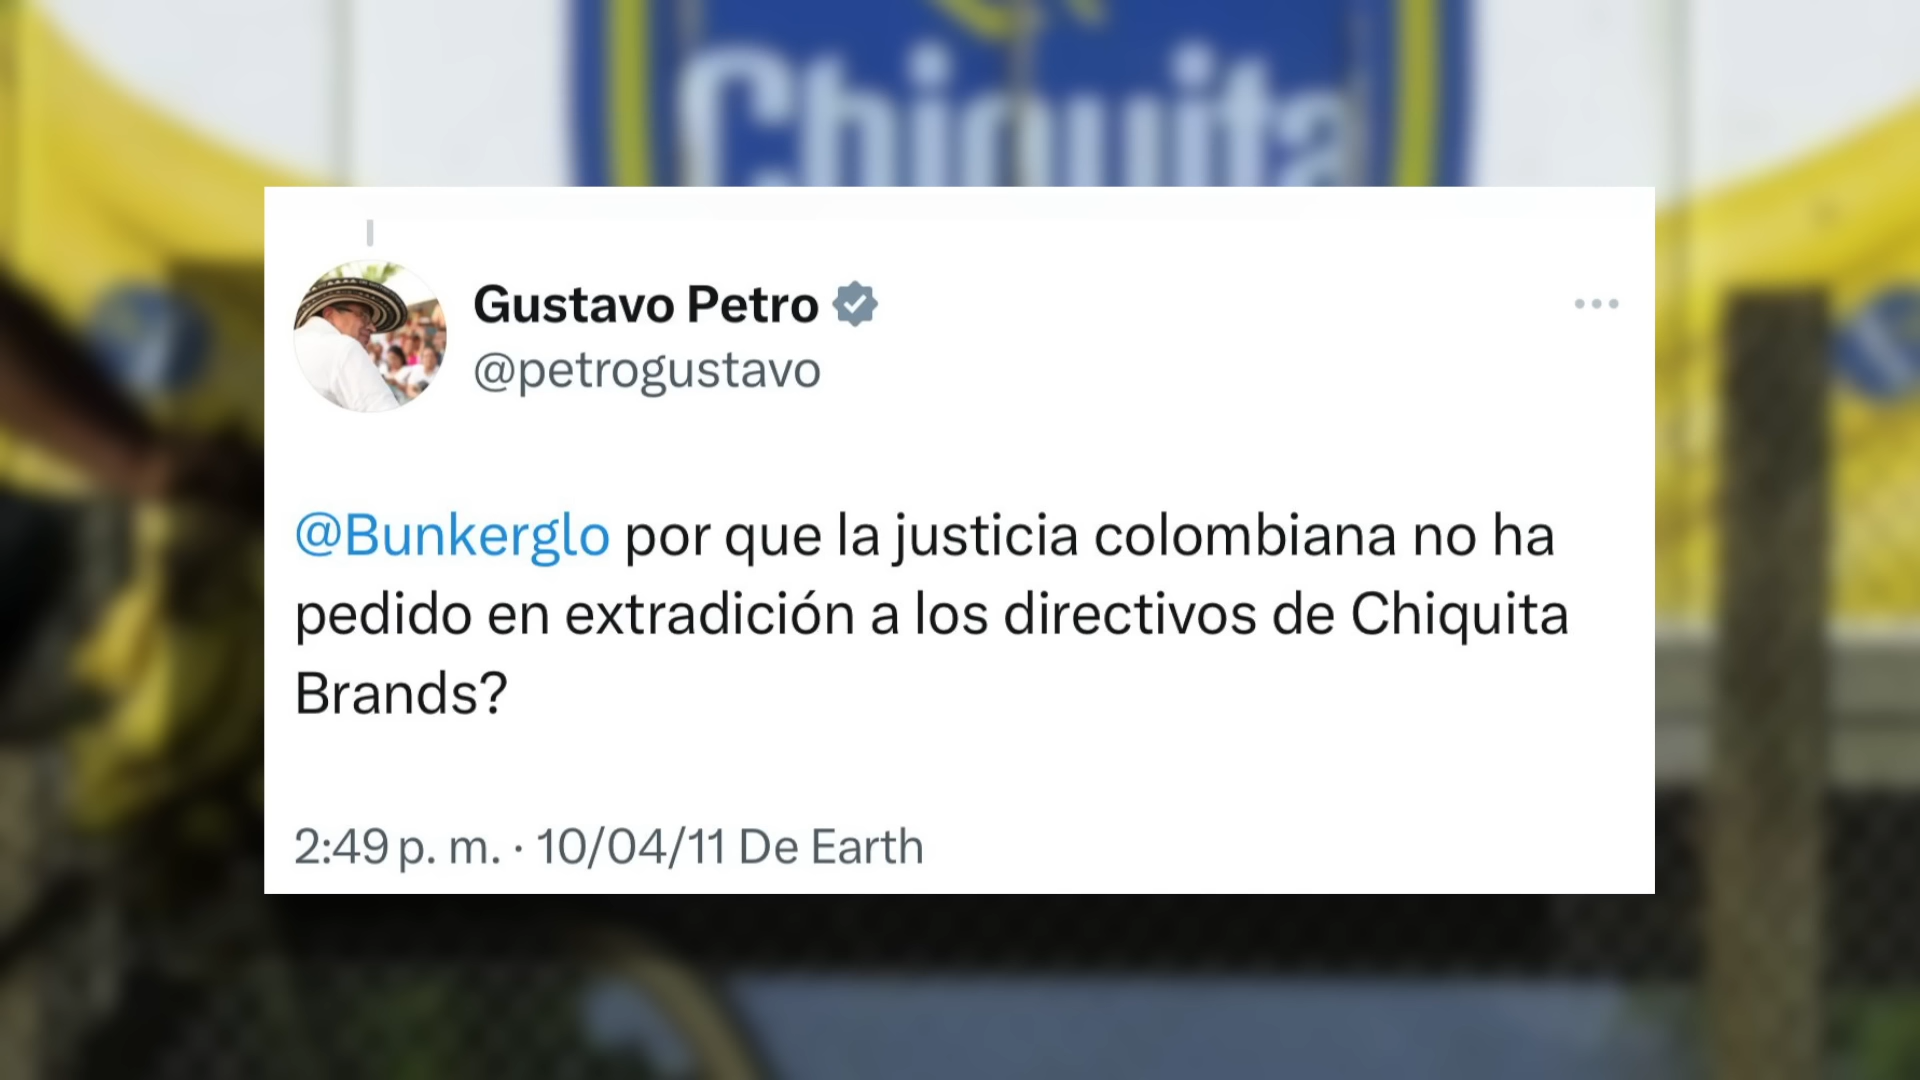 Chiquita
Gustavo Petro
@petrogustavo
@Bunkerglo por que la justicia colombiana no ha
pedido en extradición a los directivos de Chiquita
Brands?
2:49 p. m. · 10/04/11 De Earth